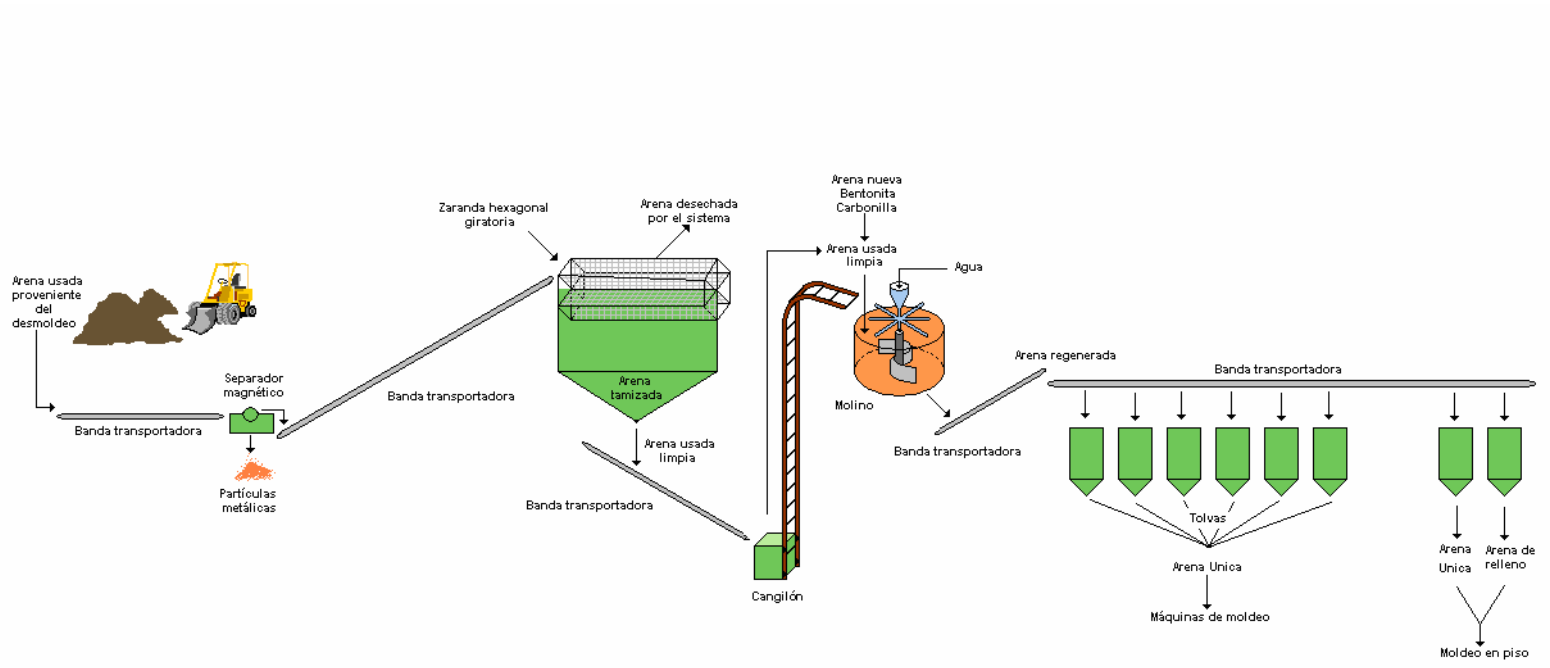 Arena usada
proveniente
del
desmoldeo
Banda transportadora
Separador
magnético
Partículas
metálicas
Banda transportadora
Zaranda hexagonal
giratoria
Arena desechada
por el sistema
Arena
tamizada
Arena usada
limpia
Banda transportadora
Cangilón
Arena nueva
Bentonita
Carbonilla
Arena usada
limpia
Agua
Molino
Arena regenerada
Banda transportadora
Banda transportadora
Tolvas
Arena Unica
Máquinas de moldeo
Arena
Unica
Arena de
relleno
Moldeo en piso